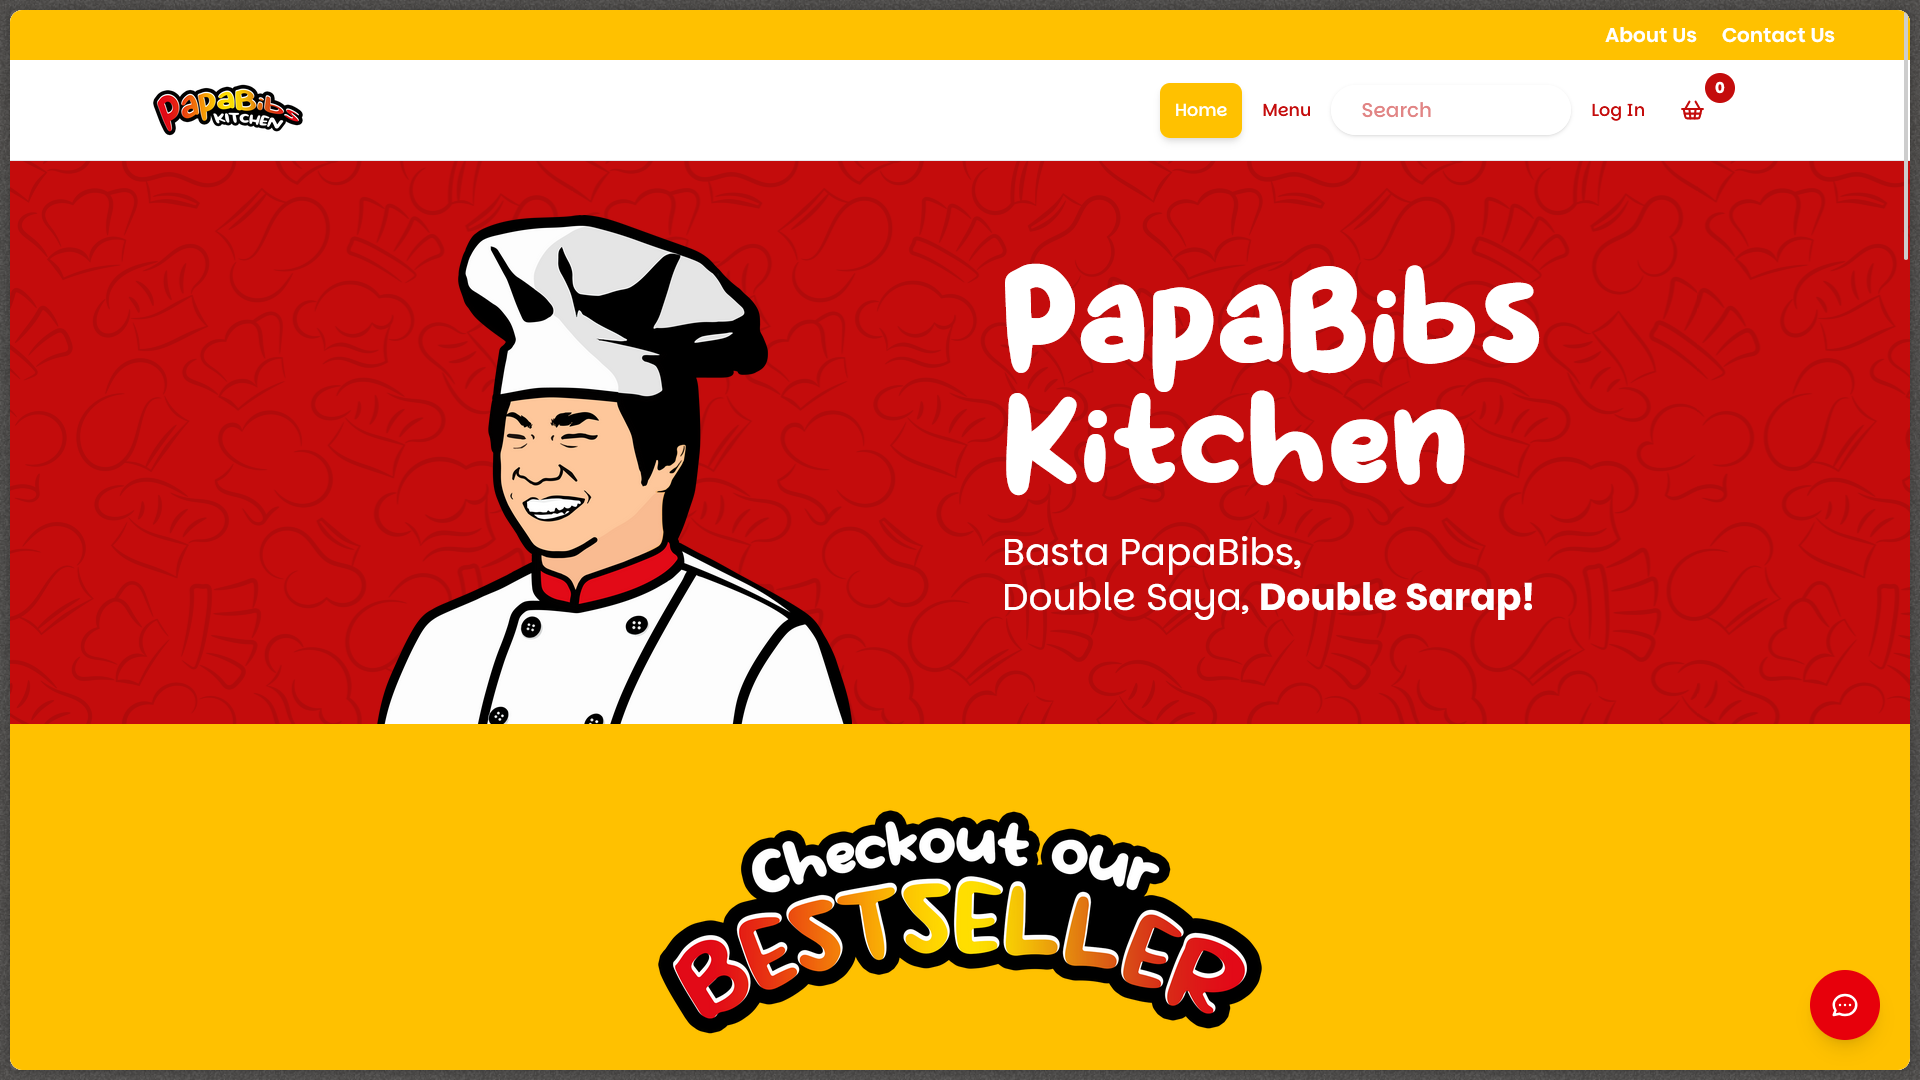 About Us Contact Us
PapaBibs
KITCHEN
Home Menu Search Log In 0
PapaBibs
Kitchen
Basta PapaBibs,
Double Saya, Double Sarap!
Checkout our
BESTSELLER